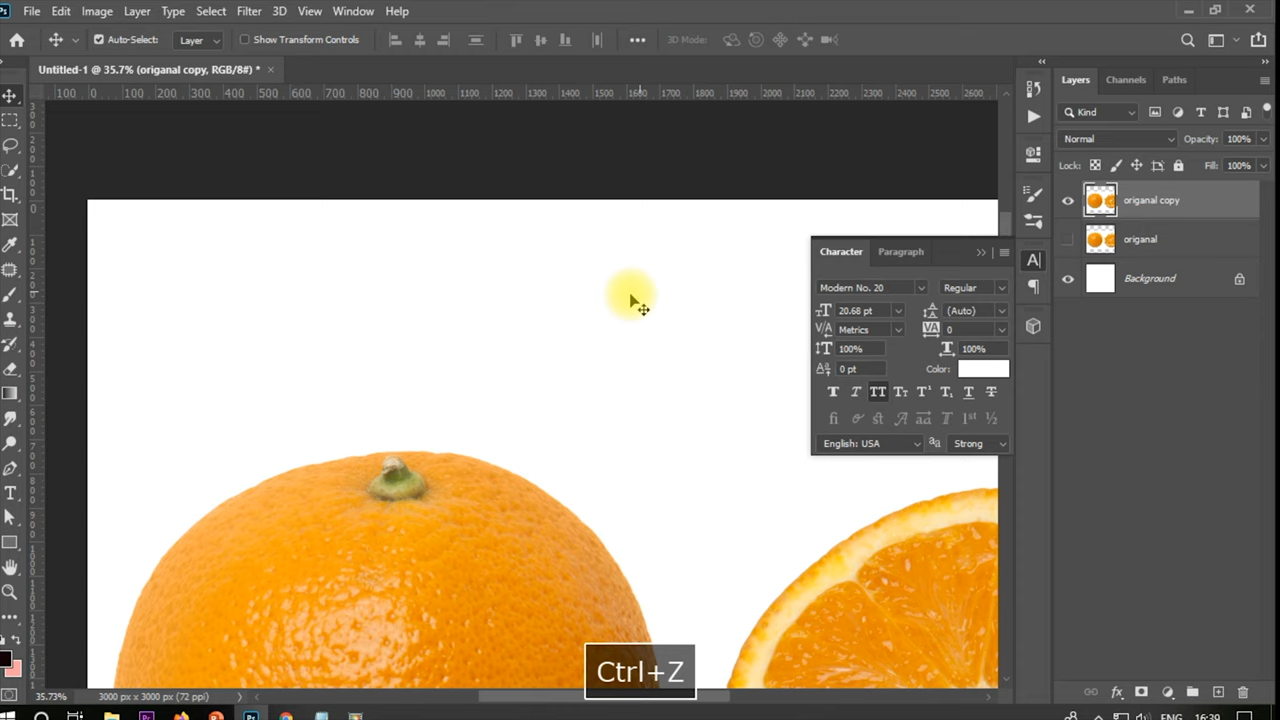 Ps File Edit Image Layer Type Select Filter 3D View Window Help
Auto-Select: Layer Show Transform Controls 3D Mode:
Untitled-1 @ 35.7% (origanal copy, RGB/8#) *
100 0 100 200 300 400 500 600 700 800 900 1000 1100 1200 1300 1400 1500 1600 1700 1800 1900 2000 2100 2200 2300 2400 2500 2600
Layers Channels Paths
Kind
Normal Opacity: 100%
Lock: Fill: 100%
origanal copy
origanal
Background
Character Paragraph
Modern No. 20 Regular
20.68 pt (Auto)
Metrics 0
100% 100%
0 pt Color:
English: USA Strong
Ctrl+Z
35.73% 3000 px x 3000 px (72 ppi)
ENG 16:39